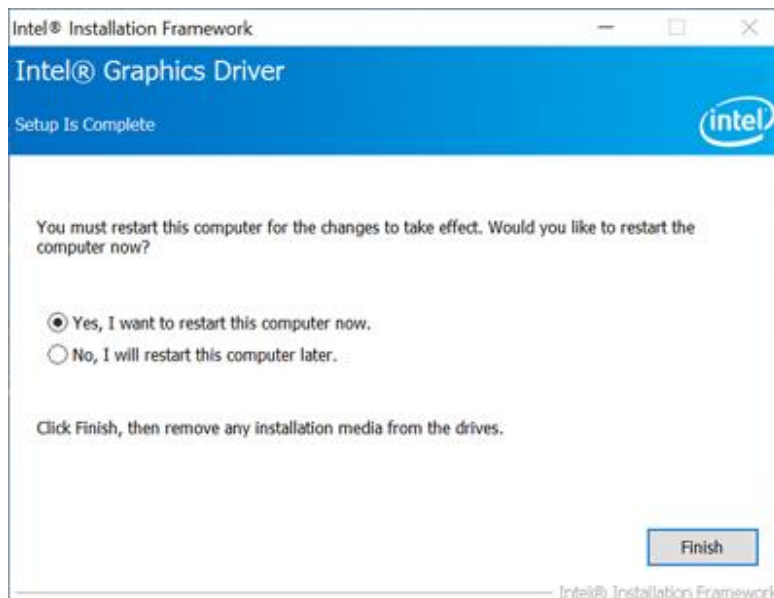 Intel® Installation Framework
Intel® Graphics Driver
Setup Is Complete
intel
You must restart this computer for the changes to take effect. Would you like to restart the
computer now?
Yes, I want to restart this computer now.
No, I will restart this computer later.
Click Finish, then remove any installation media from the drives.
Finish
Intel® Installation Framework